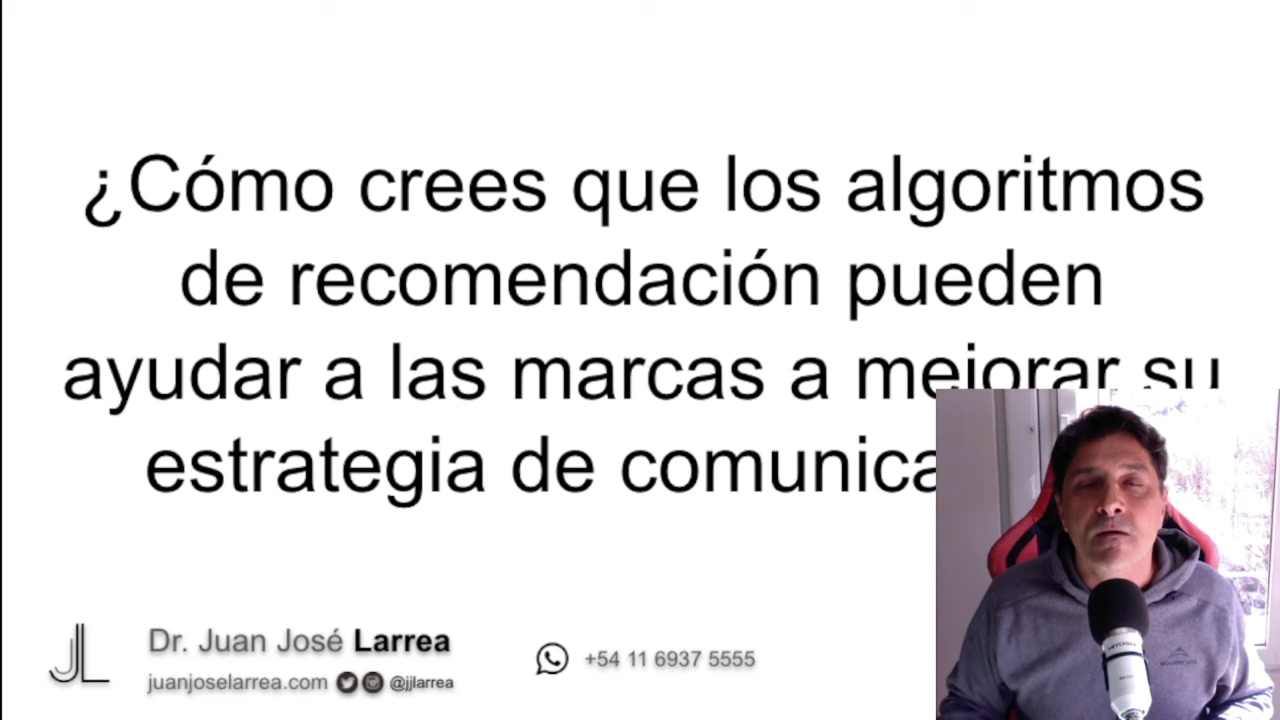 ¿Cómo crees que los algoritmos
de recomendación pueden
ayudar a las marcas a mejorar su
estrategia de
JL
Dr. Juan José Larrea
juanjoselarrea.com @jjlarrea
+54 11 6937 5555